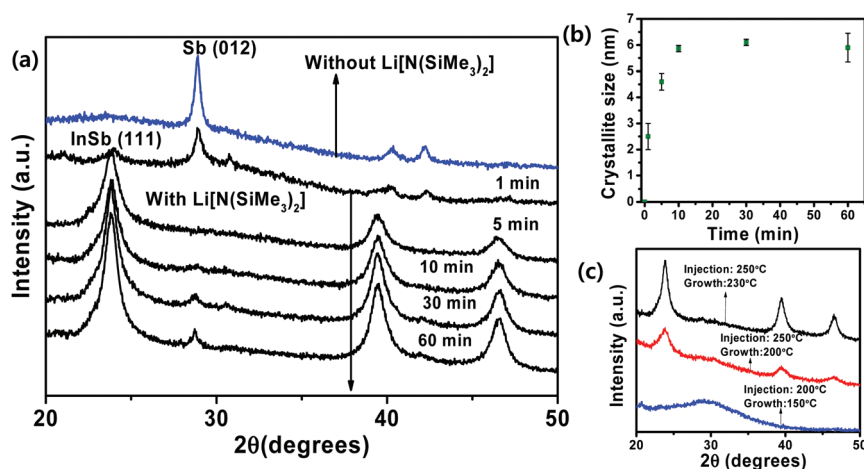 (a)
Sb (012)
Without Li[N(SiMe3)2]
InSb (111)
With Li[N(SiMe3)2]
1 min
5 min
10 min
30 min
60 min
Intensity (a.u.)
20 30 40 50
2θ(degrees)
(b)
Crystallite size (nm)
7
6
5
4
3
2
1
0
0 10 20 30 40 50 60
Time (min)
(c)
Injection: 250°C
Growth:230°C
Injection: 250°C
Growth:200°C
Injection: 200°C
Growth:150°C
Intensity (a.u.)
20 30 40 50
2θ (degrees)